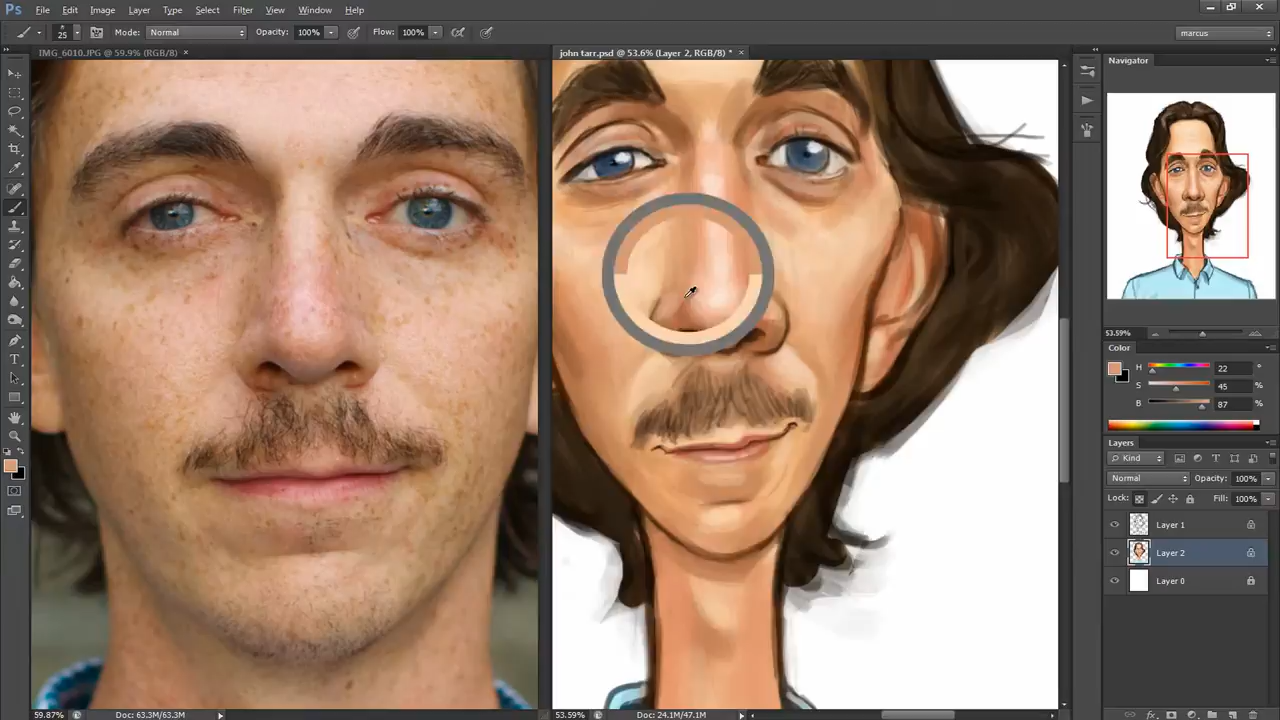 Ps File Edit Image Layer Type Select Filter Edit View Window Help
25 Mode: Normal Opacity: 100% Flow: 100% marcus
IMG_6010.JPG @ 59.9% (RGB/8) ×
john tarr.psd @ 53.6% (Layer 2, RGB/8) * ×
Navigator
53.59%
Color
H 22 °
S 45 %
B 87 %
Layers
Kind
Normal Opacity: 100%
Lock: Fill: 100%
Layer 1
Layer 2
Layer 0
59.87% Doc: 63.3M/63.3M
53.59% Doc: 24.1M/47.1M
fx